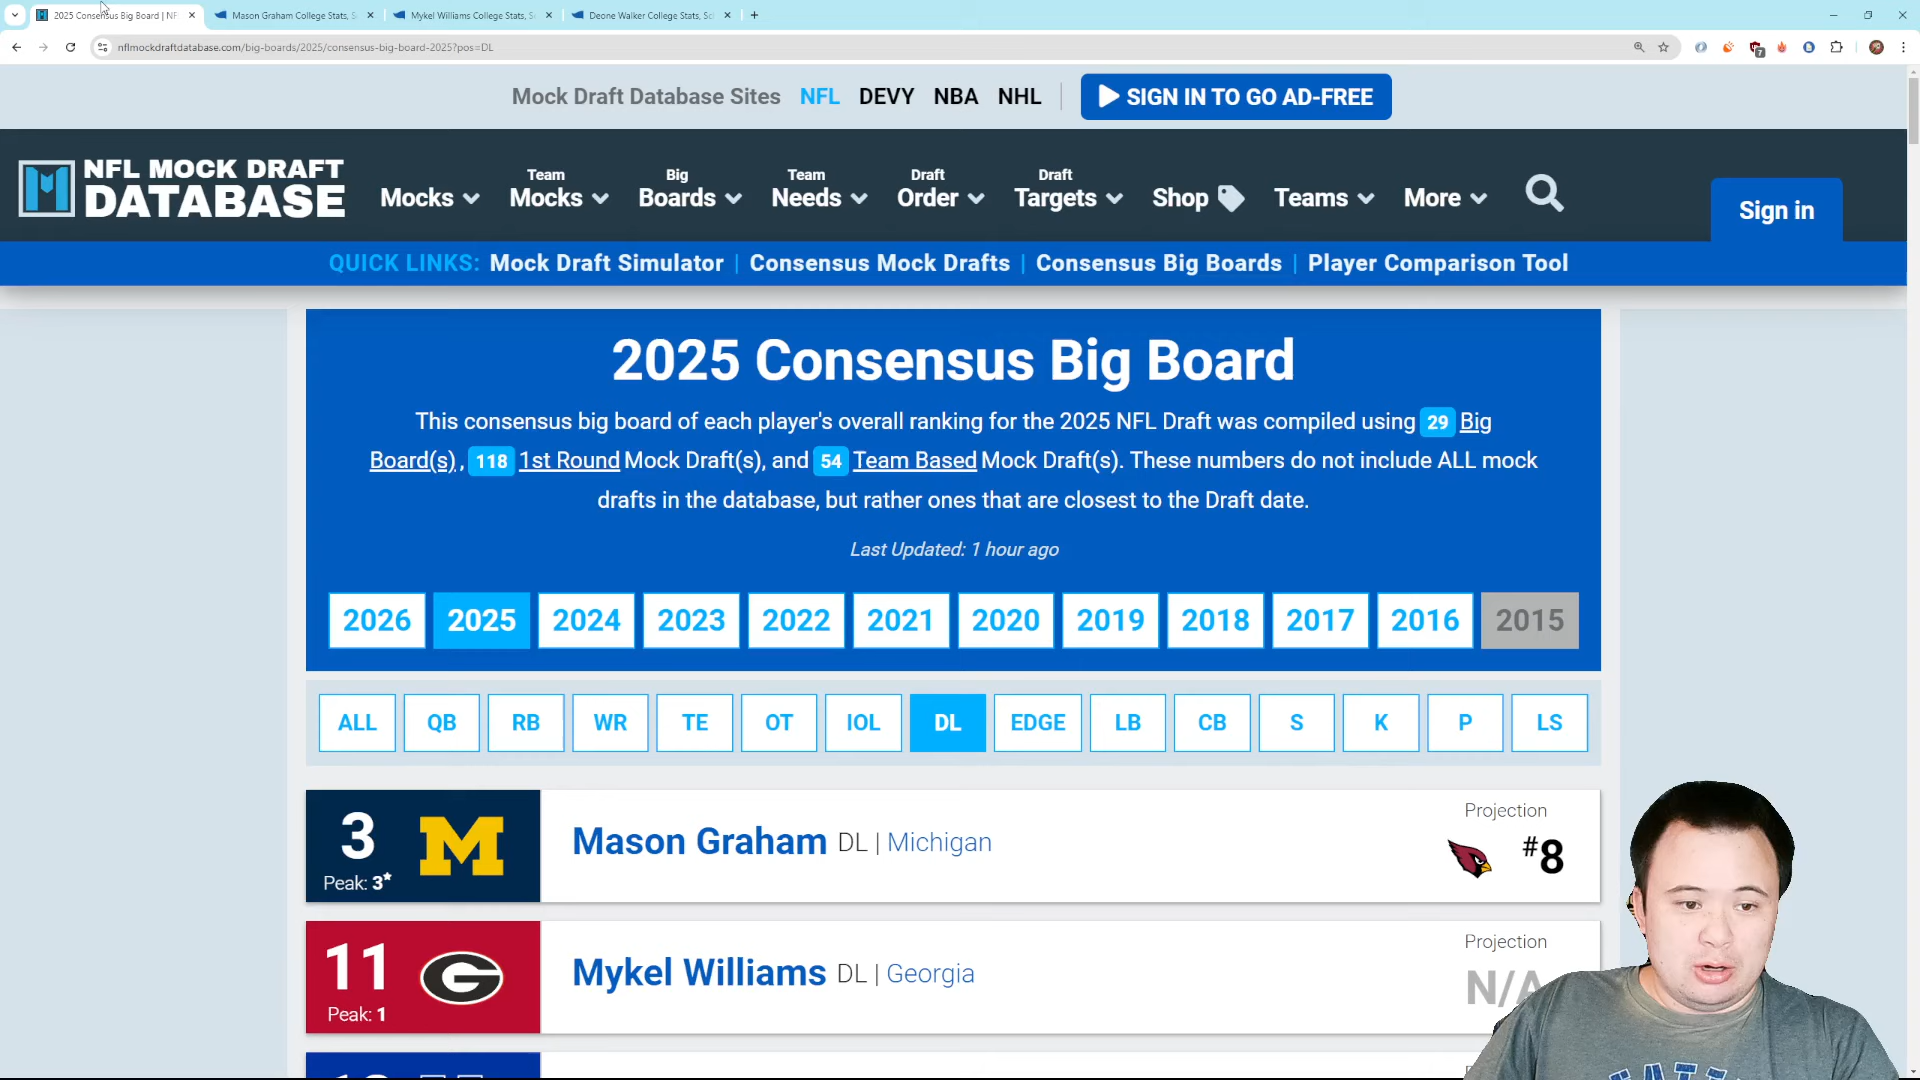 2025 Consensus Big Board | NF
Mason Graham College Stats, S
Mykel Williams College Stats, S
Deone Walker College Stats, Sc
nflmockdraftdatabase.com/big-boards/2025/consensus-big-board-2025?pos=DL
7
Mock Draft Database Sites NFL DEVY NBA NHL
SIGN IN TO GO AD-FREE
NFL MOCK DRAFT
DATABASE
Mocks
Team
Mocks
Big
Boards
Team
Needs
Draft
Order
Draft
Targets
Shop
Teams
More
Sign in
QUICK LINKS: Mock Draft Simulator | Consensus Mock Drafts | Consensus Big Boards | Player Comparison Tool
2025 Consensus Big Board
This consensus big board of each player's overall ranking for the 2025 NFL Draft was compiled using 29 Big
Board(s) , 118 1st Round Mock Draft(s), and 54 Team Based Mock Draft(s). These numbers do not include ALL mock
drafts in the database, but rather ones that are closest to the Draft date.
Last Updated: 1 hour ago
2026 2025 2024 2023 2022 2021 2020 2019 2018 2017 2016 2015
ALL QB RB WR TE OT IOL DL EDGE LB CB S K P LS
3
Peak: 3*
M
Mason Graham DL | Michigan
Projection
#8
11
Peak: 1
G
Mykel Williams DL | Georgia
Projection
N/A